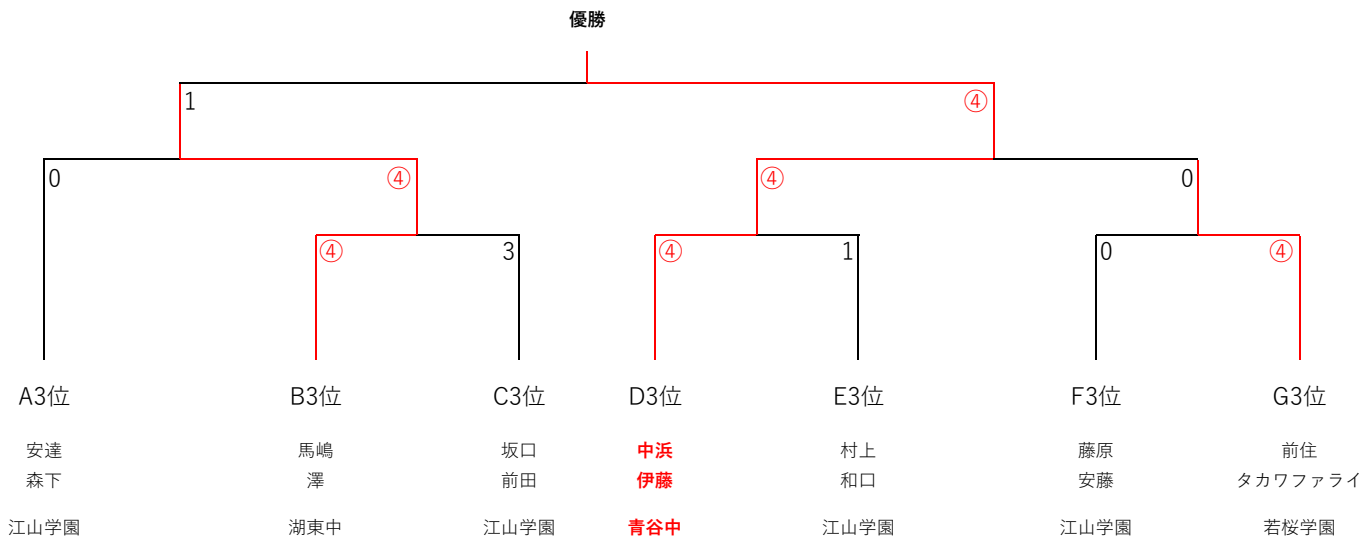 優勝
1 ④
0 ④ ④ 0
④ 3 ④ 1 0 ④
A3位 B3位 C3位 D3位 E3位 F3位 G3位
安達 馬嶋 坂口 中浜 村上 藤原 前住
森下 澤 前田 伊藤 和口 安藤 タカワファライ
江山学園 湖東中 江山学園 青谷中 江山学園 江山学園 若桜学園